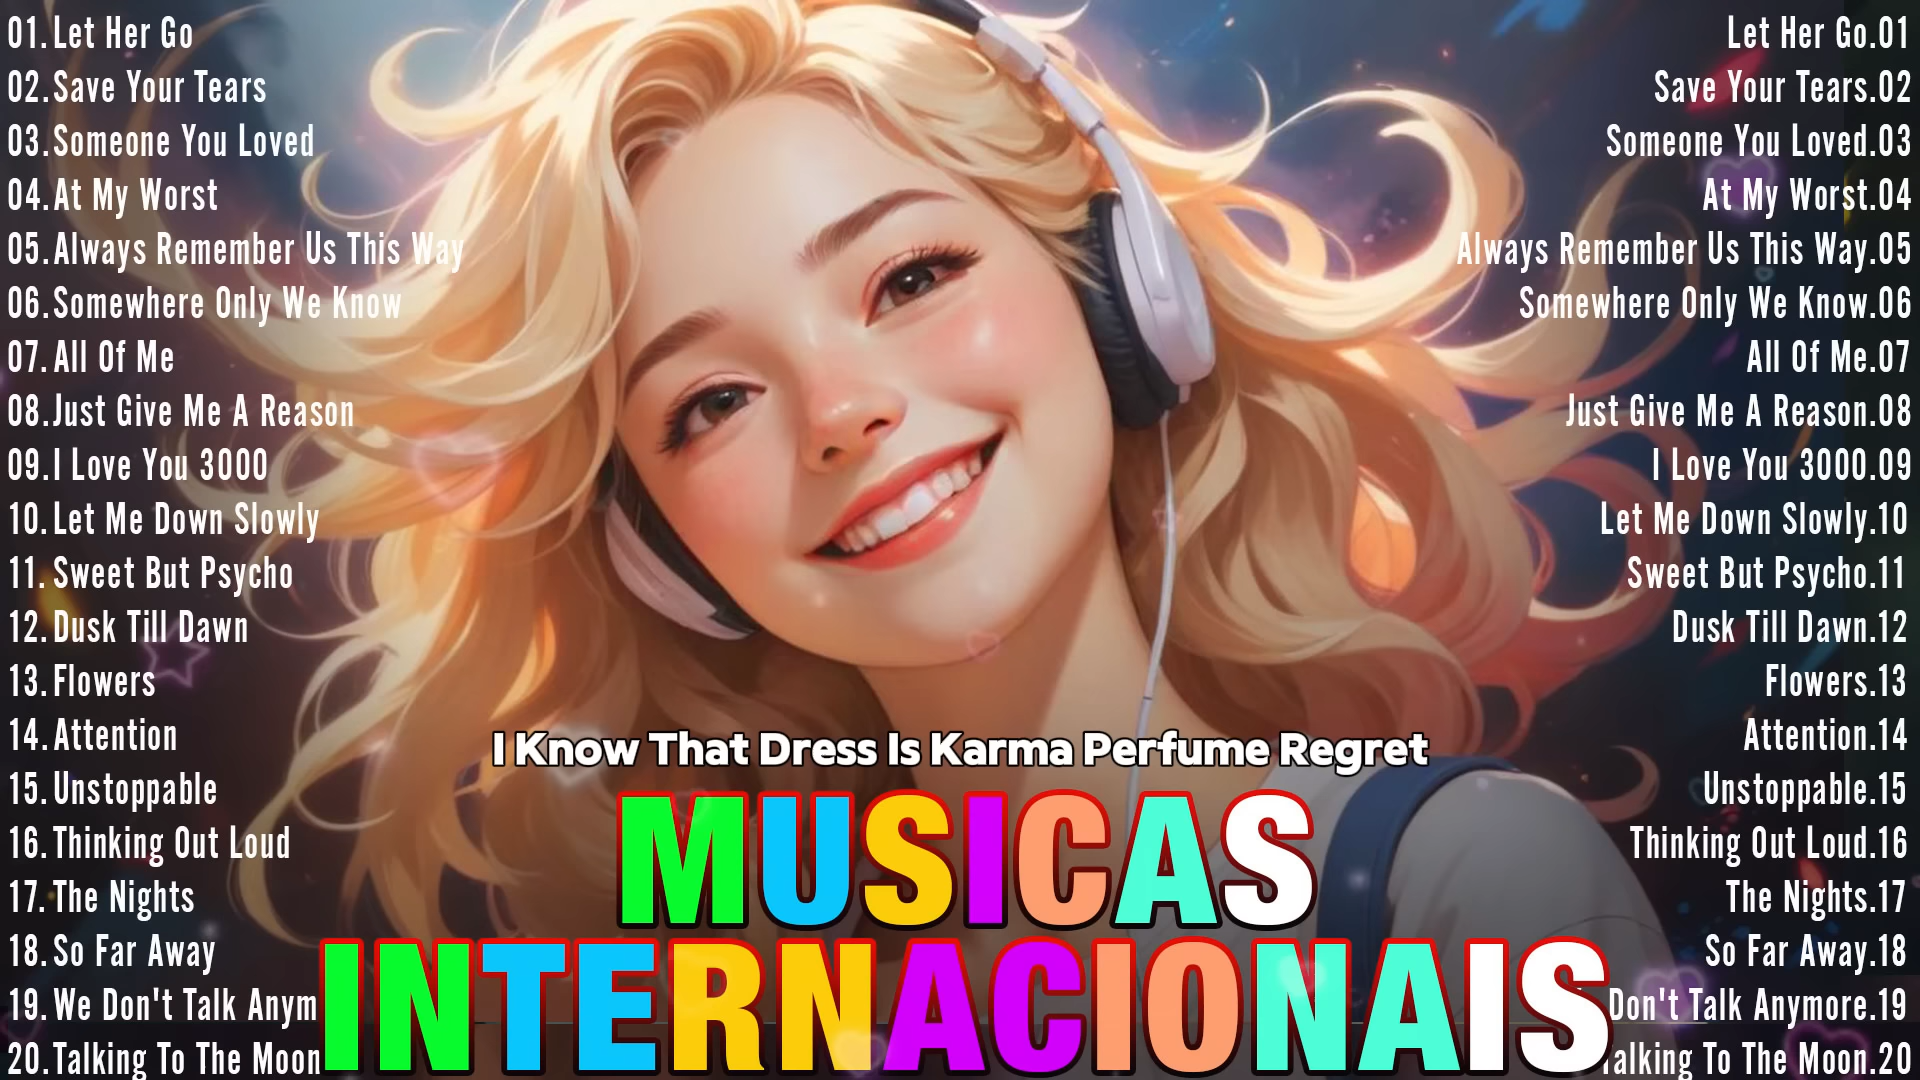 01. Let Her Go
02. Save Your Tears
03. Someone You Loved
04. At My Worst
05. Always Remember Us This Way
06. Somewhere Only We Know
07. All Of Me
08. Just Give Me A Reason
09. I Love You 3000
10. Let Me Down Slowly
11. Sweet But Psycho
12. Dusk Till Dawn
13. Flowers
14. Attention
15. Unstoppable
16. Thinking Out Loud
17. The Nights
18. So Far Away
19. We Don't Talk Anym
20. Talking To The Moon
Let Her Go.01
Save Your Tears.02
Someone You Loved.03
At My Worst.04
Always Remember Us This Way.05
Somewhere Only We Know.06
All Of Me.07
Just Give Me A Reason.08
I Love You 3000.09
Let Me Down Slowly.10
Sweet But Psycho.11
Dusk Till Dawn.12
Flowers.13
Attention.14
Unstoppable.15
Thinking Out Loud.16
The Nights.17
So Far Away.18
Don't Talk Anymore.19
alking To The Moon.20
I Know That Dress Is Karma Perfume Regret
MUSICAS
INTERNACIONAIS